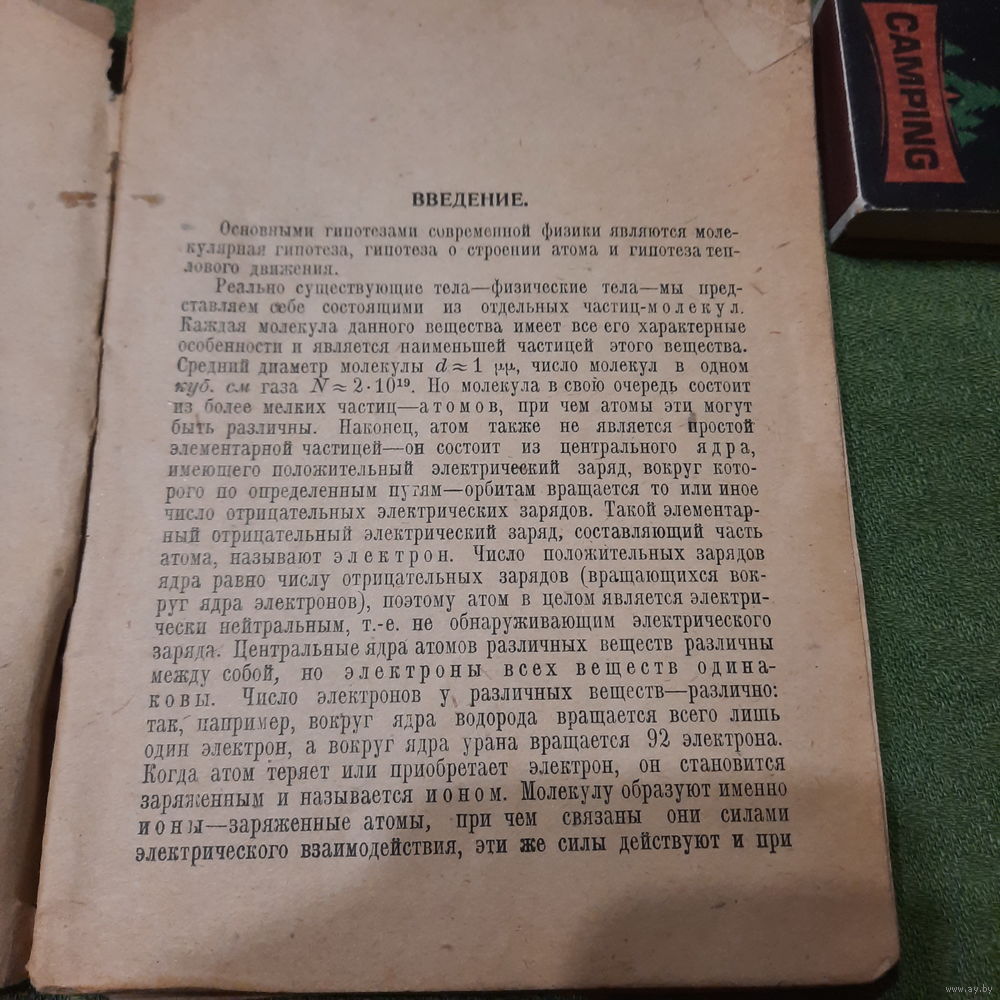 ВВЕДЕНИЕ.
Основными гипотезами современной физики являются моле-
кулярная гипотеза, гипотеза о строении атома и гипотеза теп-
лового движения.
Реально существующие тела—физические тела—мы пред-
ставляем себе состоящими из отдельных частиц-молекул.
Каждая молекула данного вещества имеет все его характерные
особенности и является наименьшей частицей этого вещества.
Средний диаметр молекулы d ≈ 1 μμ, число молекул в одном
куб. см газа N ≈ 2·10¹⁹. Но молекула в свою очередь состоит
из более мелких частиц—атомов, при чем атомы эти могут
быть различны. Наконец, атом также не является простой
элементарной частицей—он состоит из центрального ядра,
имеющего положительный электрический заряд, вокруг кото-
рого по определенным путям—орбитам вращается то или иное
число отрицательных электрических зарядов. Такой элементар-
ный отрицательный электрический заряд, составляющий часть
атома, называют электрон. Число положительных зарядов
ядра равно числу отрицательных зарядов (вращающихся вок-
руг ядра электронов), поэтому атом в целом является электри-
чески нейтральным, т.-е. не обнаруживающим электрического
заряда. Центральные ядра атомов различных веществ различны
между собой, но электроны всех веществ одина-
ковы. Число электронов у различных веществ—различно:
так, например, вокруг ядра водорода вращается всего лишь
один электрон, а вокруг ядра урана вращается 92 электрона.
Когда атом теряет или приобретает электрон, он становится
заряженным и называется ионом. Молекулу образуют именно
ионы—заряженные атомы, при чем связаны они силами
электрического взаимодействия, эти же силы действуют и при
CAMPING
www.ay.by